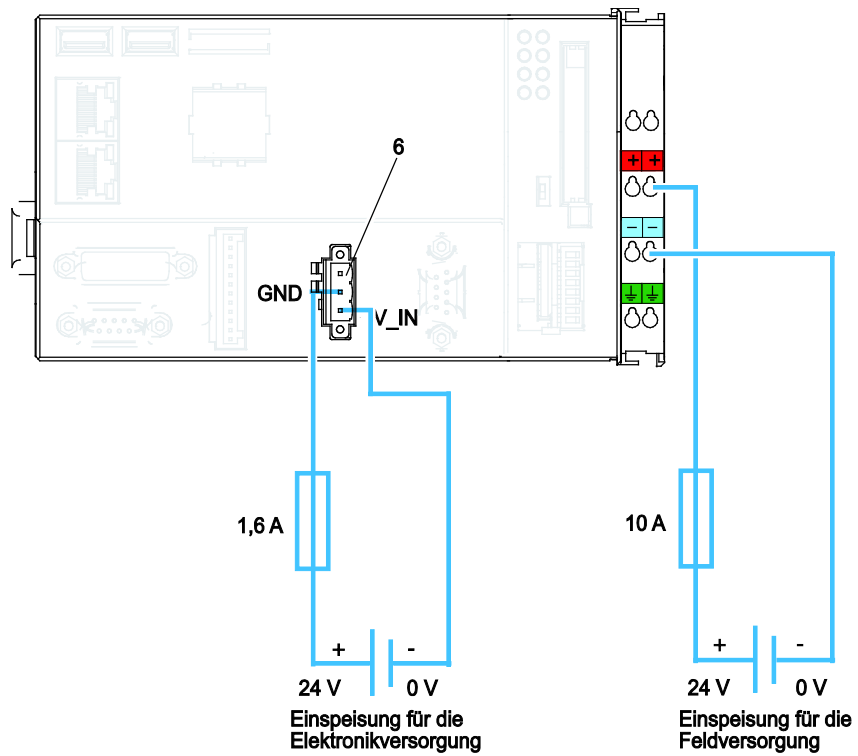 6
+ +
– –
GND
V_IN
1,6 A
10 A
+ -
24 V 0 V
Einspeisung für die
Elektronikversorgung
+ -
24 V 0 V
Einspeisung für die
Feldversorgung